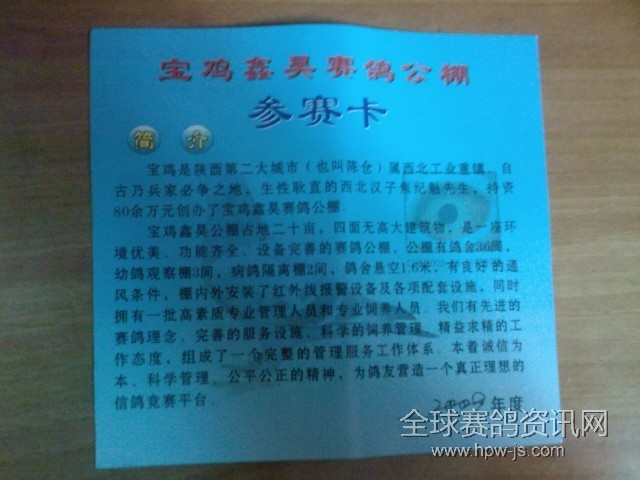 宝鸡鑫昊赛鸽公棚
参赛卡
简 介
宝鸡是陕西第二大城市（也叫陈仓）属西北工业重镇。自
古乃兵家必争之地，生性耿直的西北汉子焦纪魁先生，持资
80余万元创办了宝鸡鑫昊赛鸽公棚。
宝鸡鑫昊公棚占地二十亩，四面无高大建筑物，是一座环
境优美、功能齐全、设备完善的赛鸽公棚，公棚有鸽舍36间，
幼鸽观察棚3间，病鸽隔离棚2间，鸽舍悬空1.6米，有良好的通
风条件，棚内外安装了红外线报警设备及各项配套设施，同时
拥有一批高素质专业管理人员和专业饲养人员。我们有先进的
赛鸽理念、完善的服务设施、科学的饲养管理、精益求精的工
作态度，组成了一个完整的管理服务工作体系。本着诚信为
本、科学管理、公平公正的精神，为鸽友营造一个真正理想的
信鸽竞赛平台。
2009年度
全球赛鸽资讯网
www.hpw-js.com